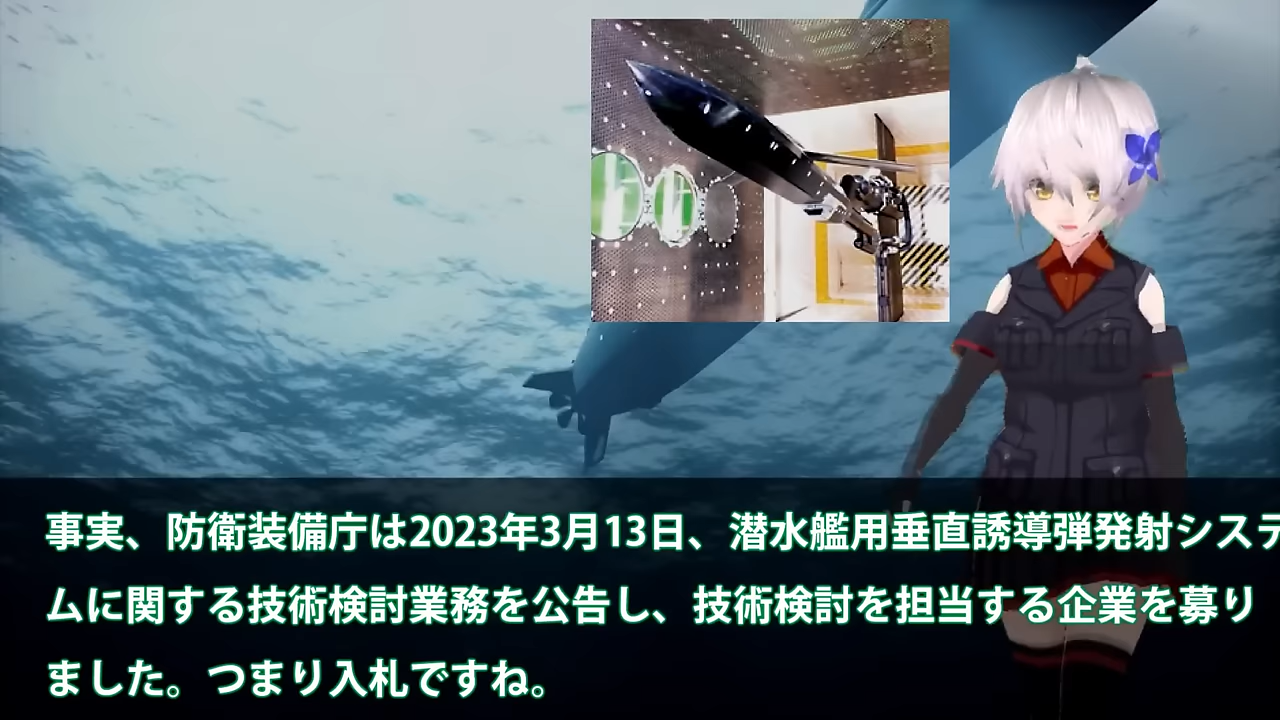 事実、防衛装備庁は2023年3月13日、潜水艦用垂直誘導弾発射システ
ムに関する技術検討業務を公告し、技術検討を担当する企業を募り
ました。つまり入札ですね。